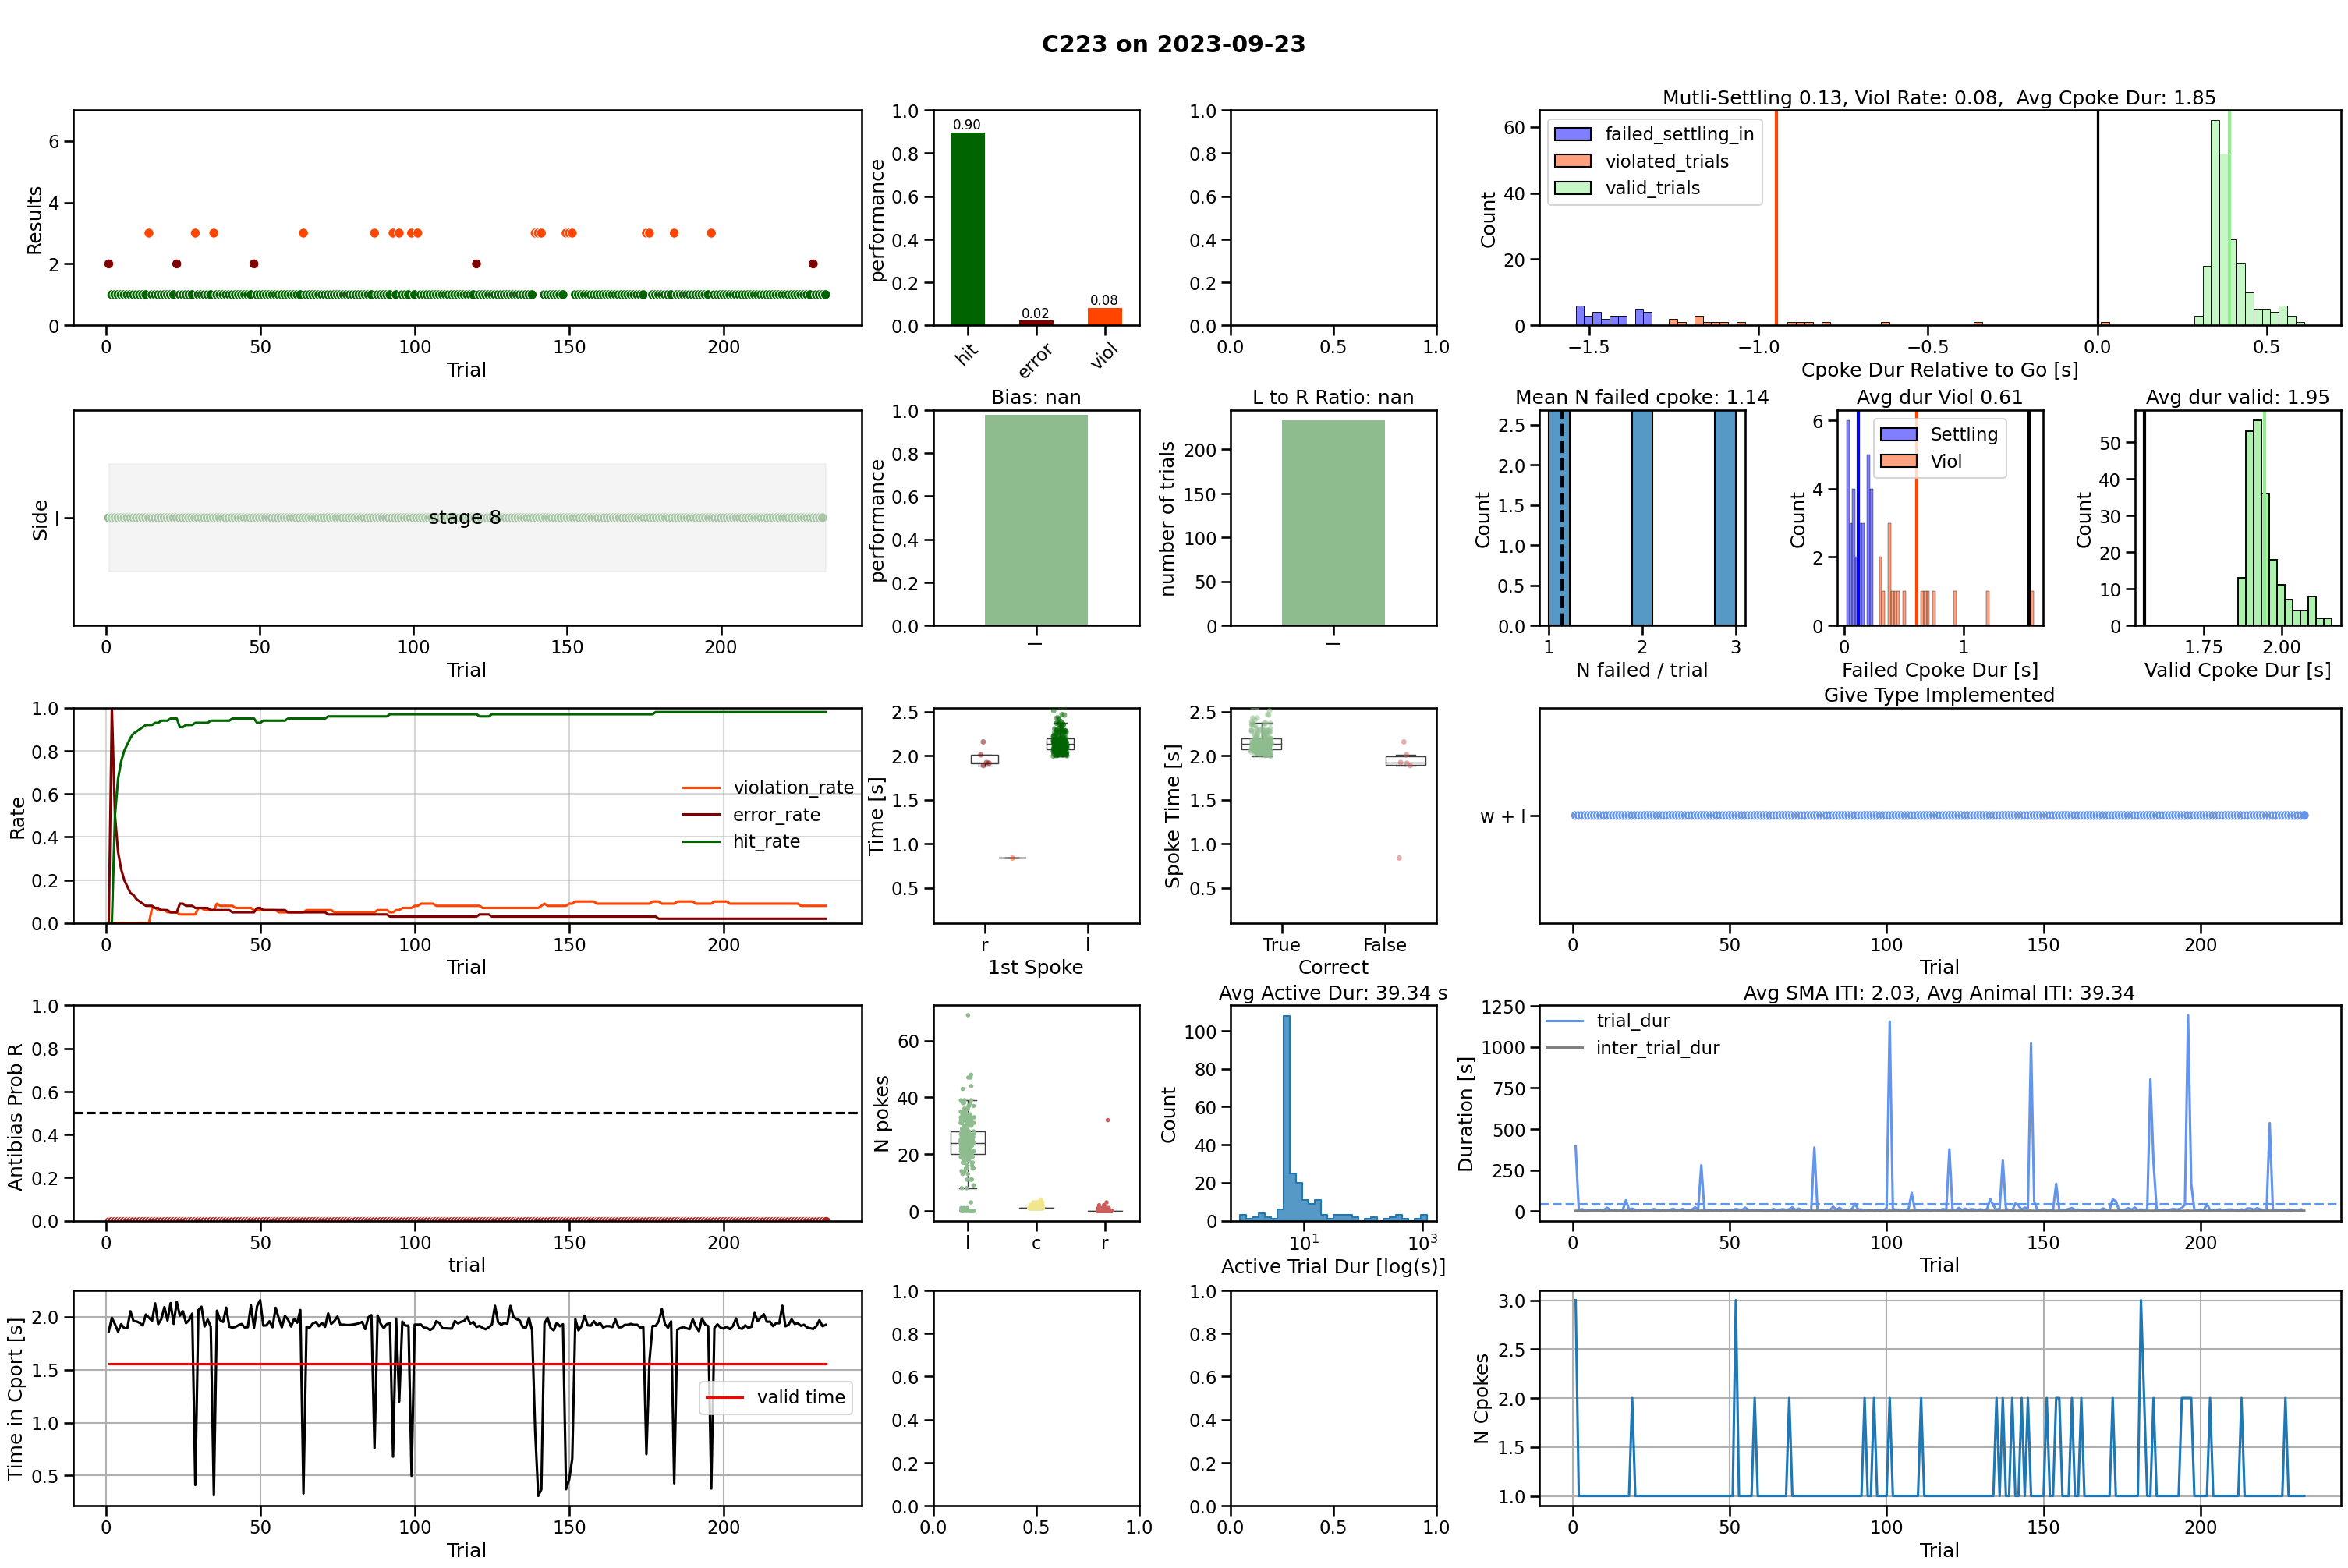 C223 on 2023-09-23
Results
6
4
2
0
0
50
100
150
200
Trial
performance
1.0
0.8
0.6
0.4
0.2
0.0
0.90
0.02
0.08
hit
error
viol
1.0
0.8
0.6
0.4
0.2
0.0
0.0
0.5
1.0
Mutli-Settling 0.13, Viol Rate: 0.08, Avg Cpoke Dur: 1.85
failed_settling_in
violated_trials
valid_trials
Count
60
40
20
0
−1.5
−1.0
−0.5
0.0
0.5
Cpoke Dur Relative to Go [s]
Side
l
stage 8
0
50
100
150
200
Trial
Bias: nan
performance
1.0
0.8
0.6
0.4
0.2
0.0
l
L to R Ratio: nan
number of trials
200
150
100
50
0
l
Mean N failed cpoke: 1.14
Count
2.5
2.0
1.5
1.0
0.5
0.0
1
2
3
N failed / trial
Avg dur Viol 0.61
Settling
Viol
Count
6
4
2
0
0
1
Failed Cpoke Dur [s]
Avg dur valid: 1.95
Count
50
40
30
20
10
0
1.75
2.00
Valid Cpoke Dur [s]
Rate
1.0
0.8
0.6
0.4
0.2
0.0
violation_rate
error_rate
hit_rate
0
50
100
150
200
Trial
Time [s]
2.5
2.0
1.5
1.0
0.5
r
l
1st Spoke
Spoke Time [s]
2.5
2.0
1.5
1.0
0.5
True
False
Correct
Give Type Implemented
w + l
0
50
100
150
200
Trial
Antibias Prob R
1.0
0.8
0.6
0.4
0.2
0.0
0
50
100
150
200
trial
N pokes
60
40
20
0
l
c
r
Avg Active Dur: 39.34 s
Count
100
80
60
40
20
0
10¹
10³
Active Trial Dur [log(s)]
Avg SMA ITI: 2.03, Avg Animal ITI: 39.34
trial_dur
inter_trial_dur
Duration [s]
1250
1000
750
500
250
0
0
50
100
150
200
Trial
Time in Cport [s]
2.0
1.5
1.0
0.5
valid time
0
50
100
150
200
Trial
1.0
0.8
0.6
0.4
0.2
0.0
0.0
0.5
1.0
1.0
0.8
0.6
0.4
0.2
0.0
0.0
0.5
1.0
N Cpokes
3.0
2.5
2.0
1.5
1.0
0
50
100
150
200
Trial